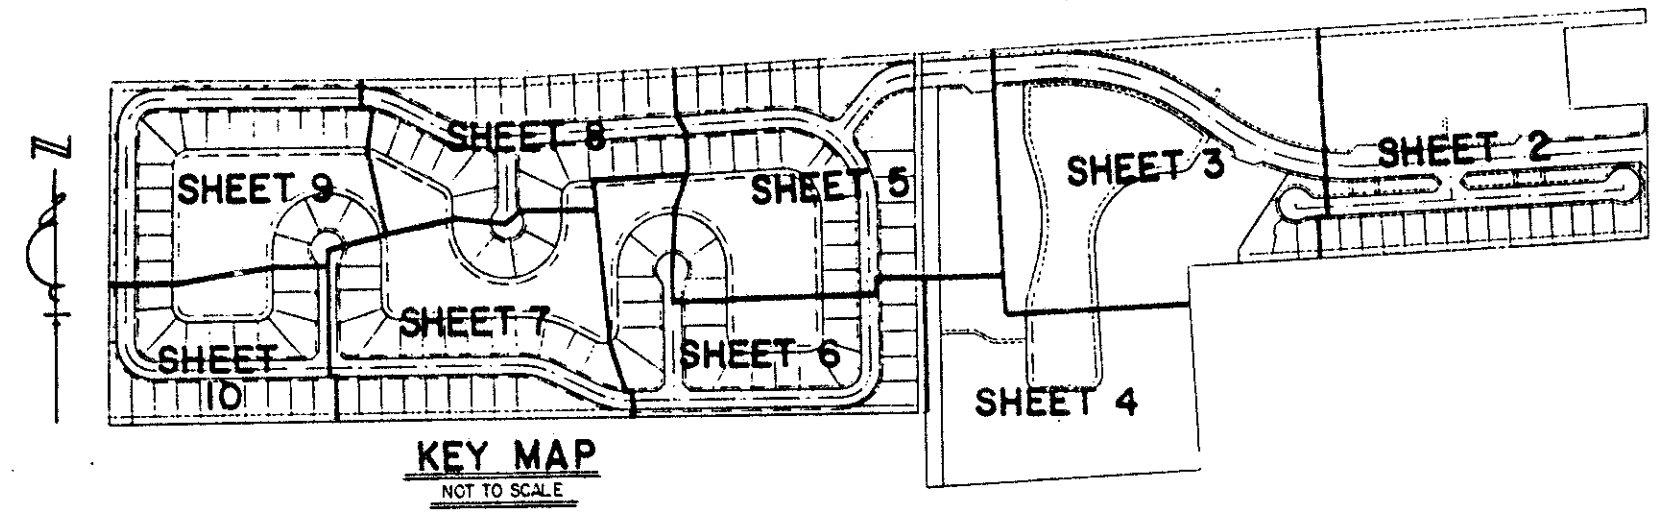 SHEET 8
SHEET 2
SHEET 3
SHEET 9
SHEET 5
SHEET 7
SHEET 6
SHEET
10
SHEET 4
N
KEY MAP
NOT TO SCALE